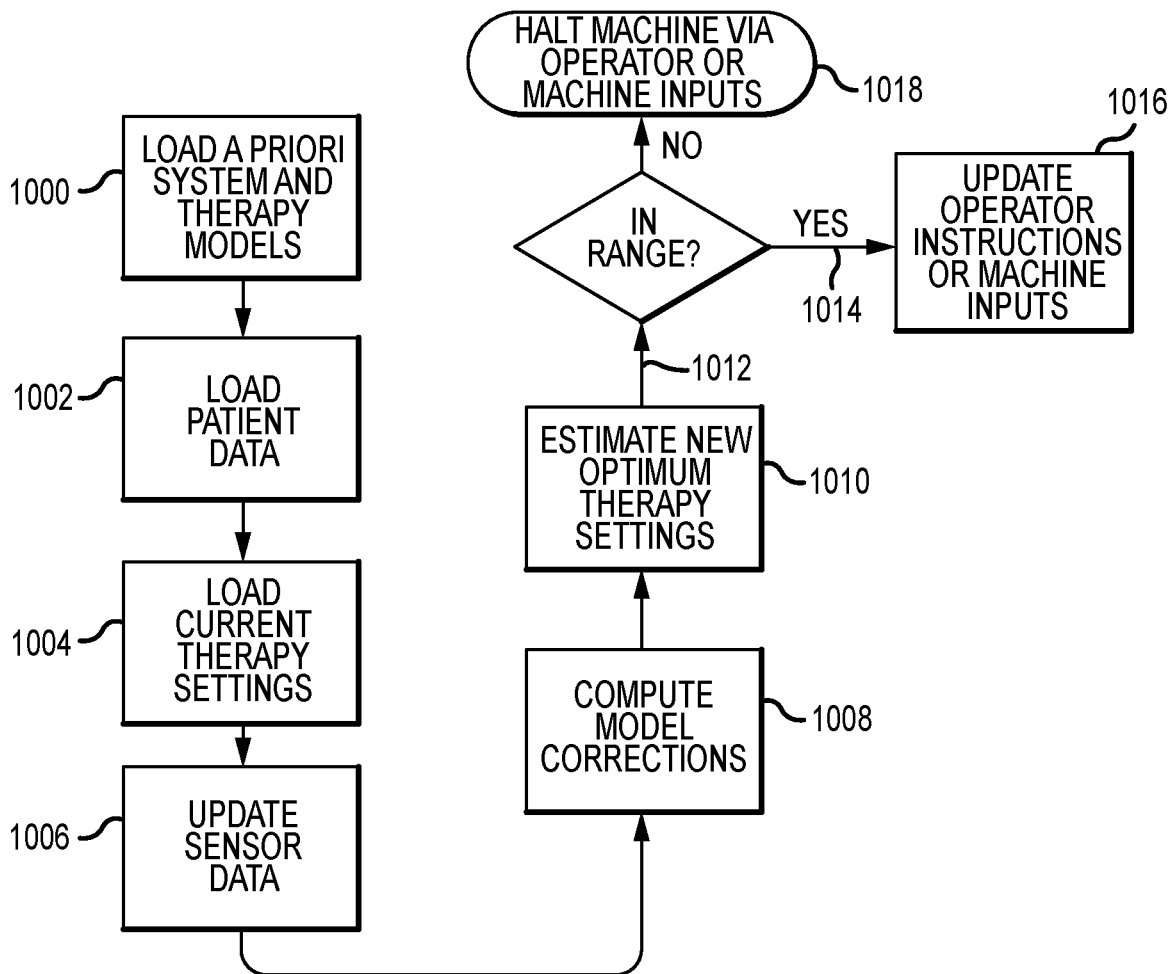 1000
LOAD A PRIORI
SYSTEM AND
THERAPY
MODELS
1002
LOAD
PATIENT
DATA
1004
LOAD
CURRENT
THERAPY
SETTINGS
1006
UPDATE
SENSOR
DATA
COMPUTE
MODEL
CORRECTIONS
1008
ESTIMATE NEW
OPTIMUM
THERAPY
SETTINGS
1010
1012
IN
RANGE?
NO
HALT MACHINE VIA
OPERATOR OR
MACHINE INPUTS
1018
YES
1014
1016
UPDATE
OPERATOR
INSTRUCTIONS
OR MACHINE
INPUTS